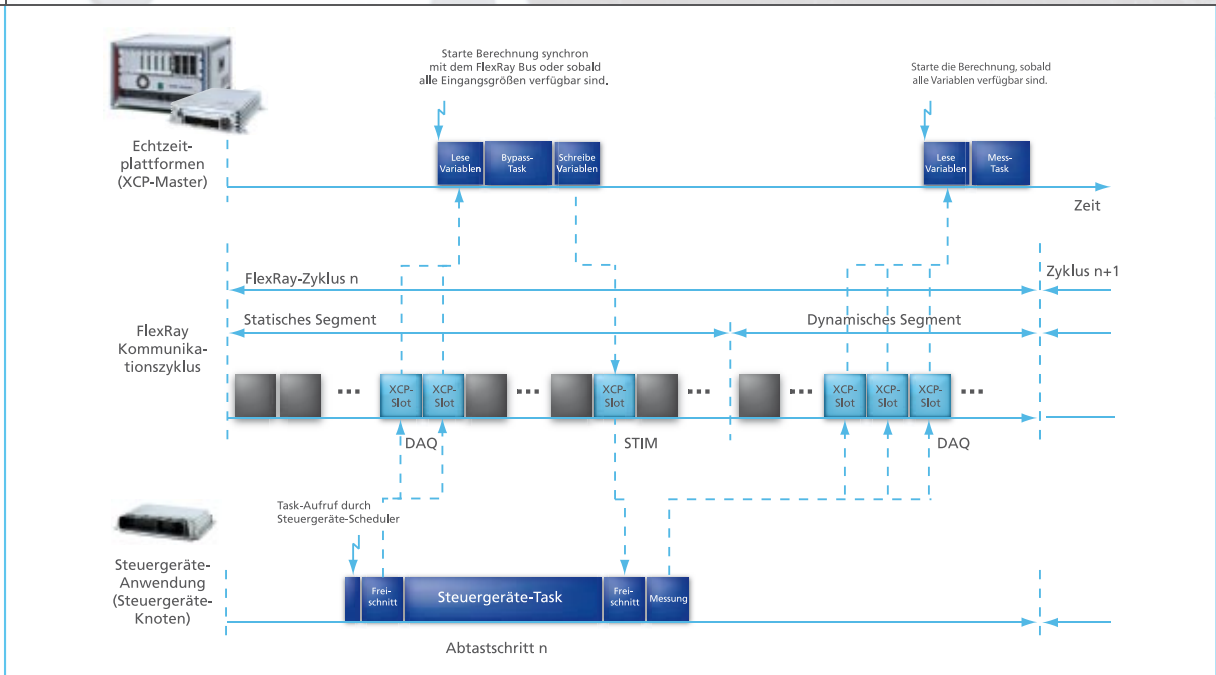 Starte Berechnung synchron
mit dem FlexRay Bus oder sobald
alle Eingangsgrößen verfügbar sind.
Starte die Berechnung, sobald
alle Variablen verfügbar sind.
Echtzeit-
plattformen
(XCP-Master)
Lese
Variablen
Bypass-
Task
Schreibe
Variablen
Lese
Variablen
Mess-
Task
Zeit
FlexRay-Zyklus n
Zyklus n+1
Statisches Segment
Dynamisches Segment
FlexRay
Kommunika-
tionszyklus
...
XCP-
Slot
XCP-
Slot
...
XCP-
Slot
...
...
XCP-
Slot
XCP-
Slot
XCP-
Slot
...
DAQ
STIM
DAQ
Task-Aufruf durch
Steuergeräte-Scheduler
Steuergeräte-
Anwendung
(Steuergeräte-
Knoten)
Frei-
schnitt
Steuergeräte-Task
Frei-
schnitt
Messung
Abtastschritt n